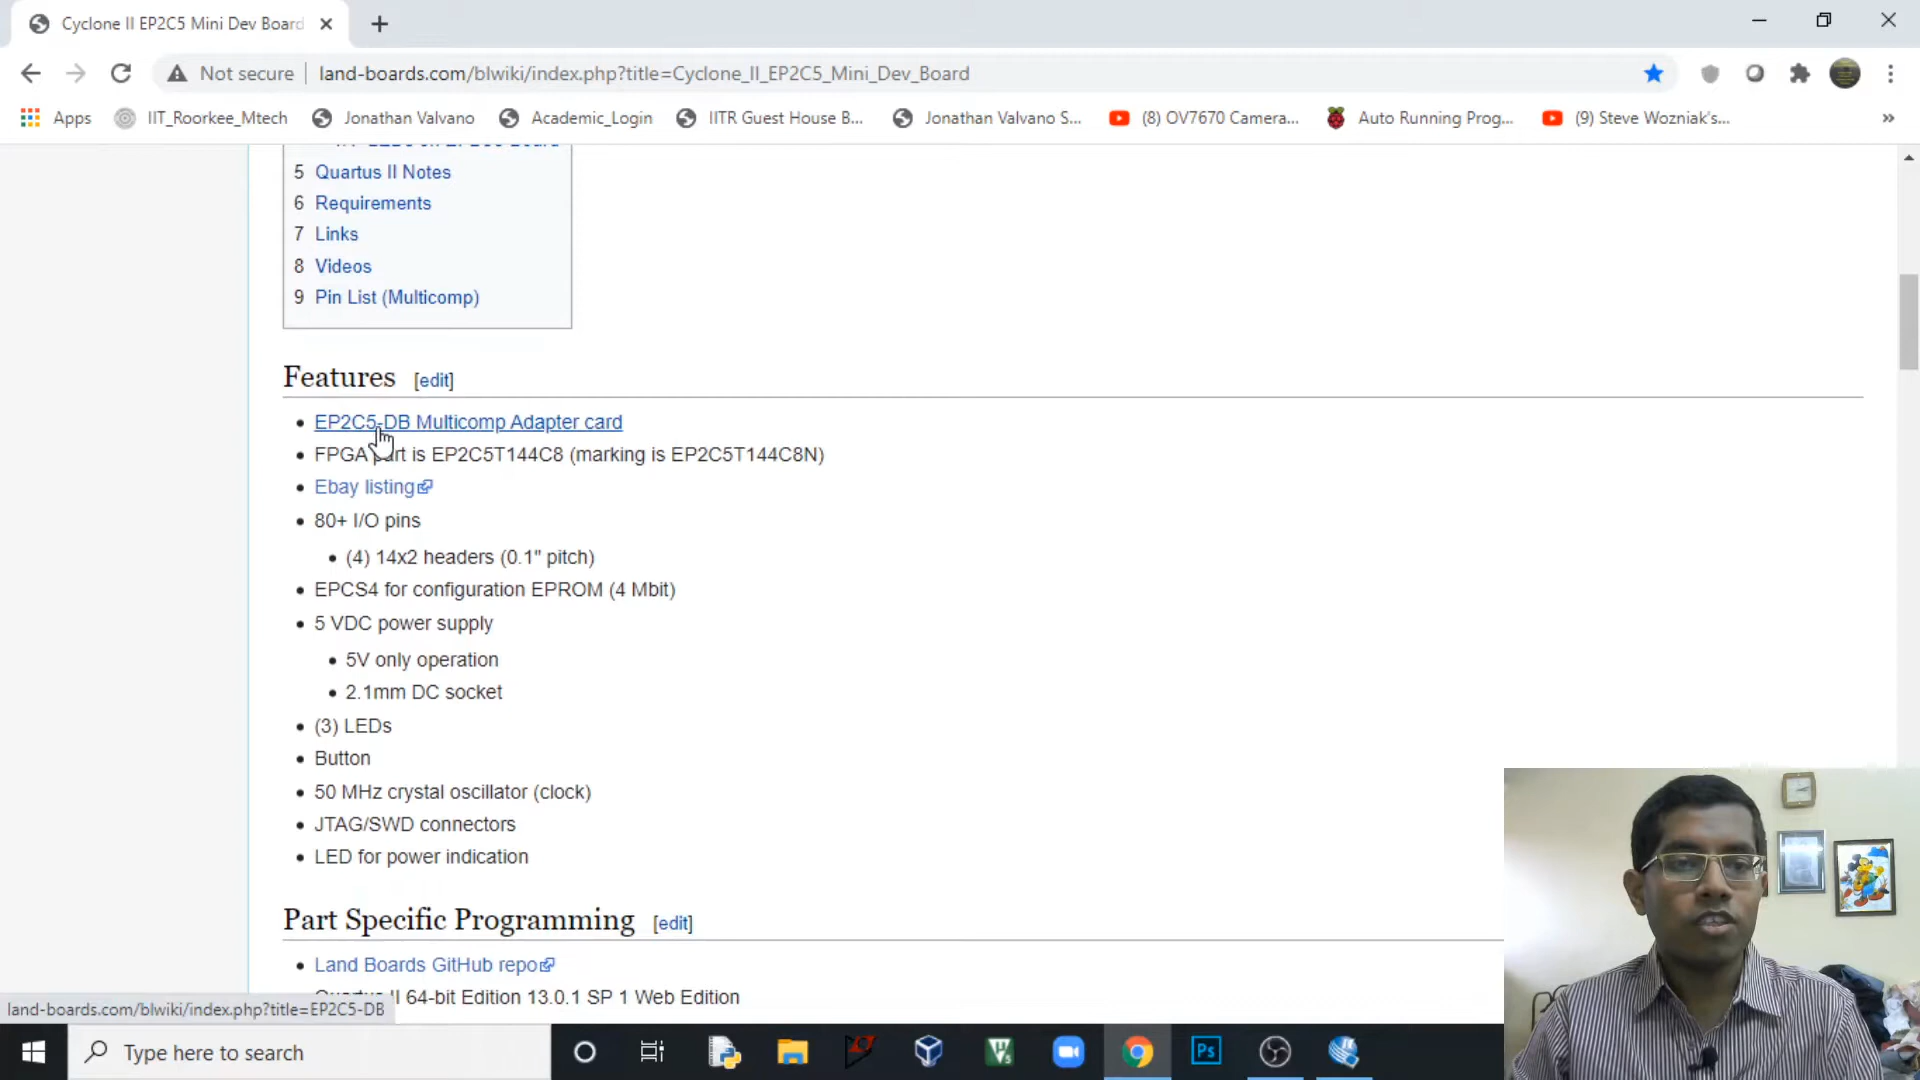 Cyclone II EP2C5 Mini Dev Board
Not secure
land-boards.com/blwiki/index.php?title=Cyclone_II_EP2C5_Mini_Dev_Board
Apps
IIT_Roorkee_Mtech
Jonathan Valvano
Academic_Login
IITR Guest House B...
Jonathan Valvano S...
(8) OV7670 Camera...
Auto Running Prog...
(9) Steve Wozniak's...
»
5 Quartus II Notes
6 Requirements
7 Links
8 Videos
9 Pin List (Multicomp)
Features [edit]
• EP2C5-DB Multicomp Adapter card
• FPGA part is EP2C5T144C8 (marking is EP2C5T144C8N)
• Ebay listing
• 80+ I/O pins
• (4) 14x2 headers (0.1" pitch)
• EPCS4 for configuration EPROM (4 Mbit)
• 5 VDC power supply
• 5V only operation
• 2.1mm DC socket
• (3) LEDs
• Button
• 50 MHz crystal oscillator (clock)
• JTAG/SWD connectors
• LED for power indication
Part Specific Programming [edit]
• Land Boards GitHub repo
Quartus II 64-bit Edition 13.0.1 SP 1 Web Edition
land-boards.com/blwiki/index.php?title=EP2C5-DB
Type here to search
Ps